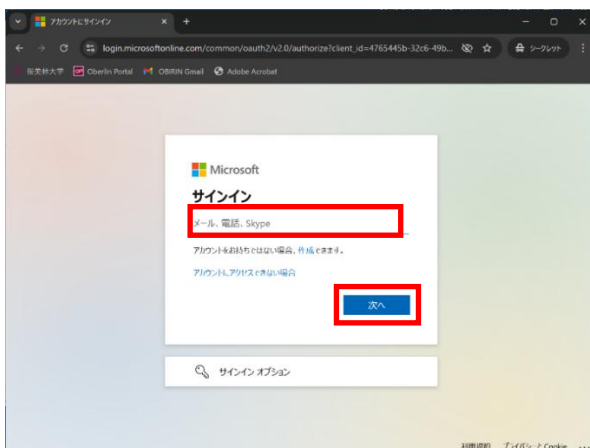 アカウントにサインイン
login.microsoftonline.com/common/oauth2/v2.0/authorize?client_id=4765445b-32c6-49b...
シークレット
桜美林大学 Oberlin Portal OBIRIN Gmail Adobe Acrobat
Microsoft
サインイン
メール、電話、Skype
アカウントをお持ちではない場合、作成できます。
アカウントにアクセスできない場合
次へ
サインイン オプション
利用規約 プライバシーと Cookie ...